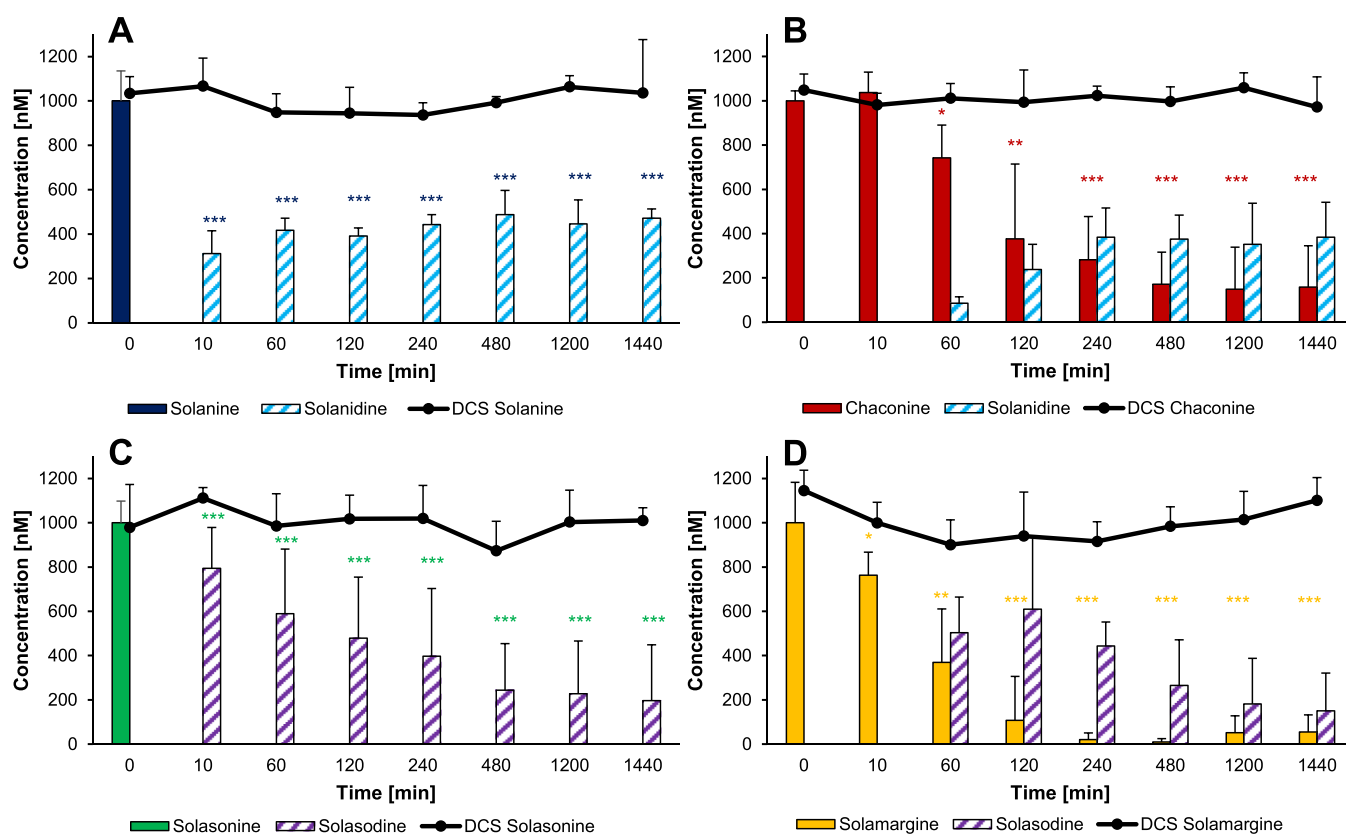 A
Concentration [nM]
1200
1000
800
600
400
200
0
*** *** *** *** *** *** ***
0 10 60 120 240 480 1200 1440
Time [min]
Solanine Solanidine DCS Solanine
B
Concentration [nM]
1200
1000
800
600
400
200
0
* ** *** *** *** ***
0 10 60 120 240 480 1200 1440
Time [min]
Chaconine Solanidine DCS Chaconine
C
Concentration [nM]
1200
1000
800
600
400
200
0
*** *** *** *** *** *** ***
0 10 60 120 240 480 1200 1440
Time [min]
Solasonine Solasodine DCS Solasonine
D
Concentration [nM]
1200
1000
800
600
400
200
0
* ** *** *** *** *** ***
0 10 60 120 240 480 1200 1440
Time [min]
Solamargine Solasodine DCS Solamargine